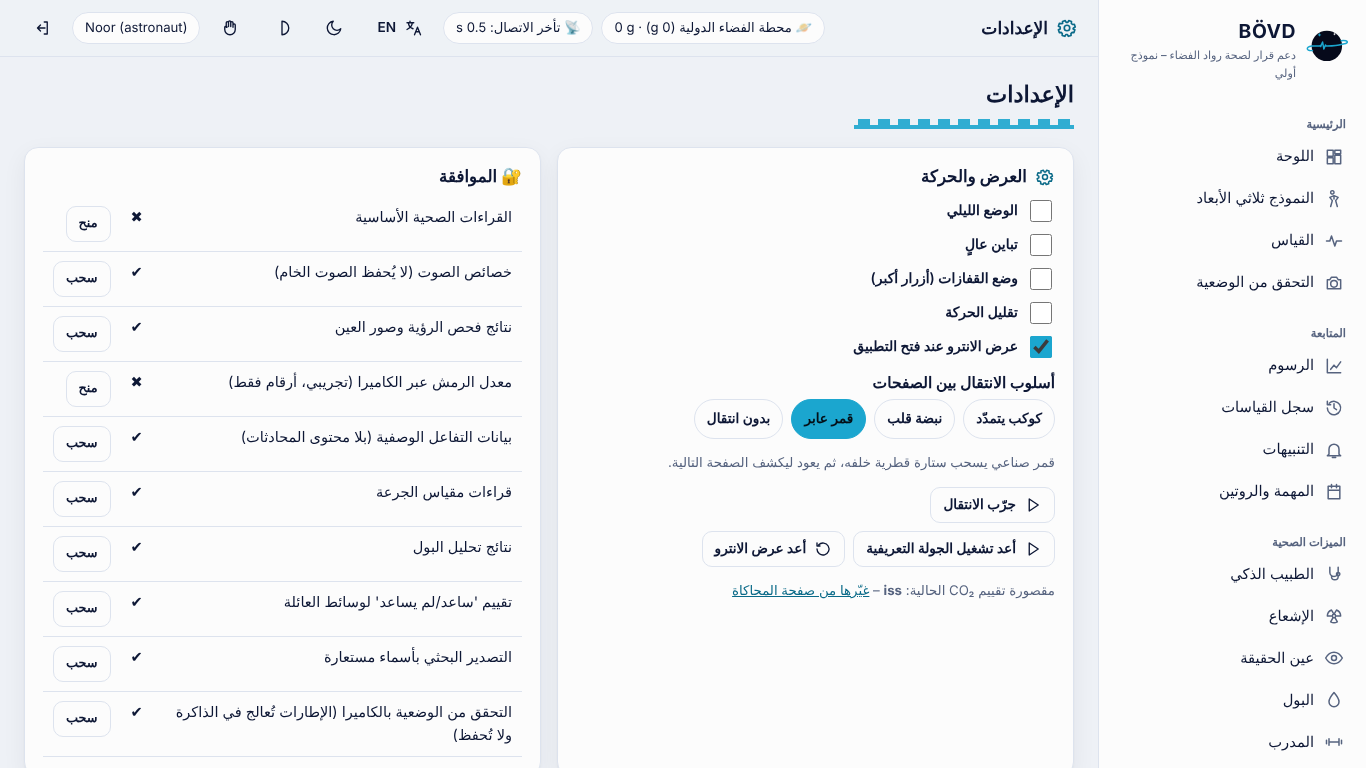 BÖVD
دعم قرار لصحة رواد الفضاء – نموذج
أولي
الرئيسية
اللوحة
النموذج ثلاثي الأبعاد
القياس
التحقق من الوضعية
المتابعة
الرسوم
سجل القياسات
التنبيهات
المهمة والروتين
الميزات الصحية
الطبيب الذكي
الإشعاع
عين الحقيقة
البول
المدرب
الإعدادات
🪐 محطة الفضاء الدولية (0 g) · 0 g
📡 تأخر الاتصال: 0.5 s
EN
Noor (astronaut)
الإعدادات
العرض والحركة
الوضع الليلي
تباين عالٍ
وضع القفازات (أزرار أكبر)
تقليل الحركة
عرض الانترو عند فتح التطبيق
أسلوب الانتقال بين الصفحات
كوكب يتمدّد
نبضة قلب
قمر عابر
بدون انتقال
قمر صناعي يسحب ستارة قطرية خلفه، ثم يعود ليكشف الصفحة التالية.
جرّب الانتقال
أعد تشغيل الجولة التعريفية
أعد عرض الانترو
مقصورة تقييم CO₂ الحالية: iss – غيّرها من صفحة المحاكاة
🔐 الموافقة
القراءات الصحية الأساسية ✖ منح
خصائص الصوت (لا يُحفظ الصوت الخام) ✔ سحب
نتائج فحص الرؤية وصور العين ✔ سحب
معدل الرمش عبر الكاميرا (تجريبي، أرقام فقط) ✖ منح
بيانات التفاعل الوصفية (بلا محتوى المحادثات) ✔ سحب
قراءات مقياس الجرعة ✔ سحب
نتائج تحليل البول ✔ سحب
تقييم 'ساعد/لم يساعد' لوسائط العائلة ✔ سحب
التصدير البحثي بأسماء مستعارة ✔ سحب
التحقق من الوضعية بالكاميرا (الإطارات تُعالج في الذاكرة ✔ سحب
ولا تُحفظ)